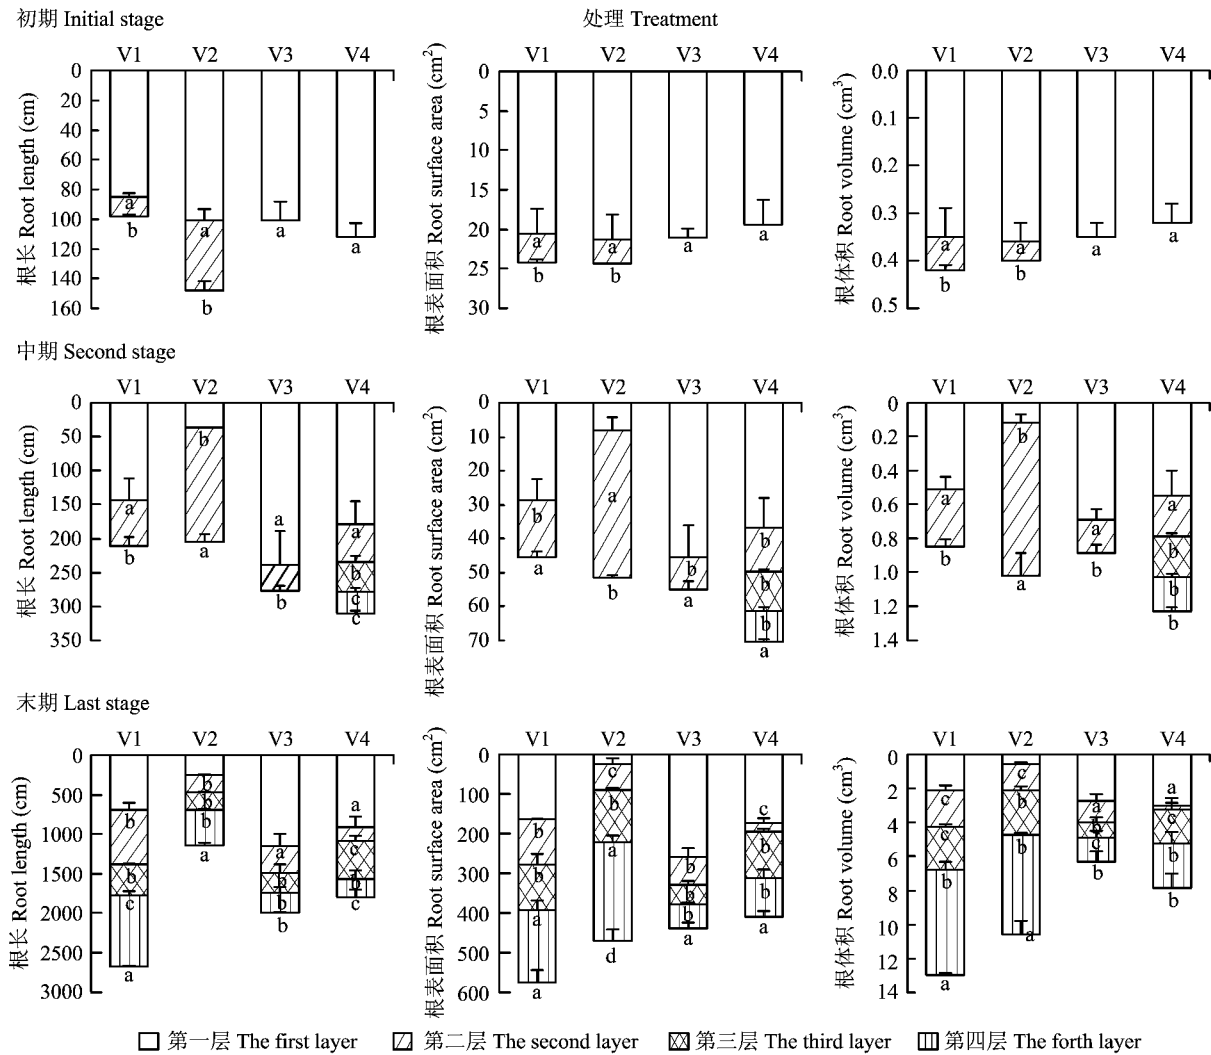 初期 Initial stage
处理 Treatment
V1 V2 V3 V4
根长 Root length (cm)
0
20
40
60
80
100
120
140
160
a b a b a a
V1 V2 V3 V4
根表面积 Root surface area (cm²)
0
5
10
15
20
25
30
a b a b a a
V1 V2 V3 V4
根体积 Root volume (cm³)
0.0
0.1
0.2
0.3
0.4
0.5
a b a b a a
中期 Second stage
V1 V2 V3 V4
根长 Root length (cm)
0
50
100
150
200
250
300
350
a b b a a b a b c c
V1 V2 V3 V4
根表面积 Root surface area (cm²)
0
10
20
30
40
50
60
70
b a a b b a b b b a
V1 V2 V3 V4
根体积 Root volume (cm³)
0
0.2
0.4
0.6
0.8
1.0
1.2
1.4
a b b a a b a b b b
末期 Last stage
V1 V2 V3 V4
根长 Root length (cm)
0
500
1000
1500
2000
2500
3000
b b c a b b b a a b b b a c b c
V1 V2 V3 V4
根表面积 Root surface area (cm²)
0
100
200
300
400
500
600
b b a a c b a d b b b a c b b a
V1 V2 V3 V4
根体积 Root volume (cm³)
0
2
4
6
8
10
12
14
c c b a c b b a a b c b a c b b
第一层 The first layer 第二层 The second layer 第三层 The third layer 第四层 The forth layer